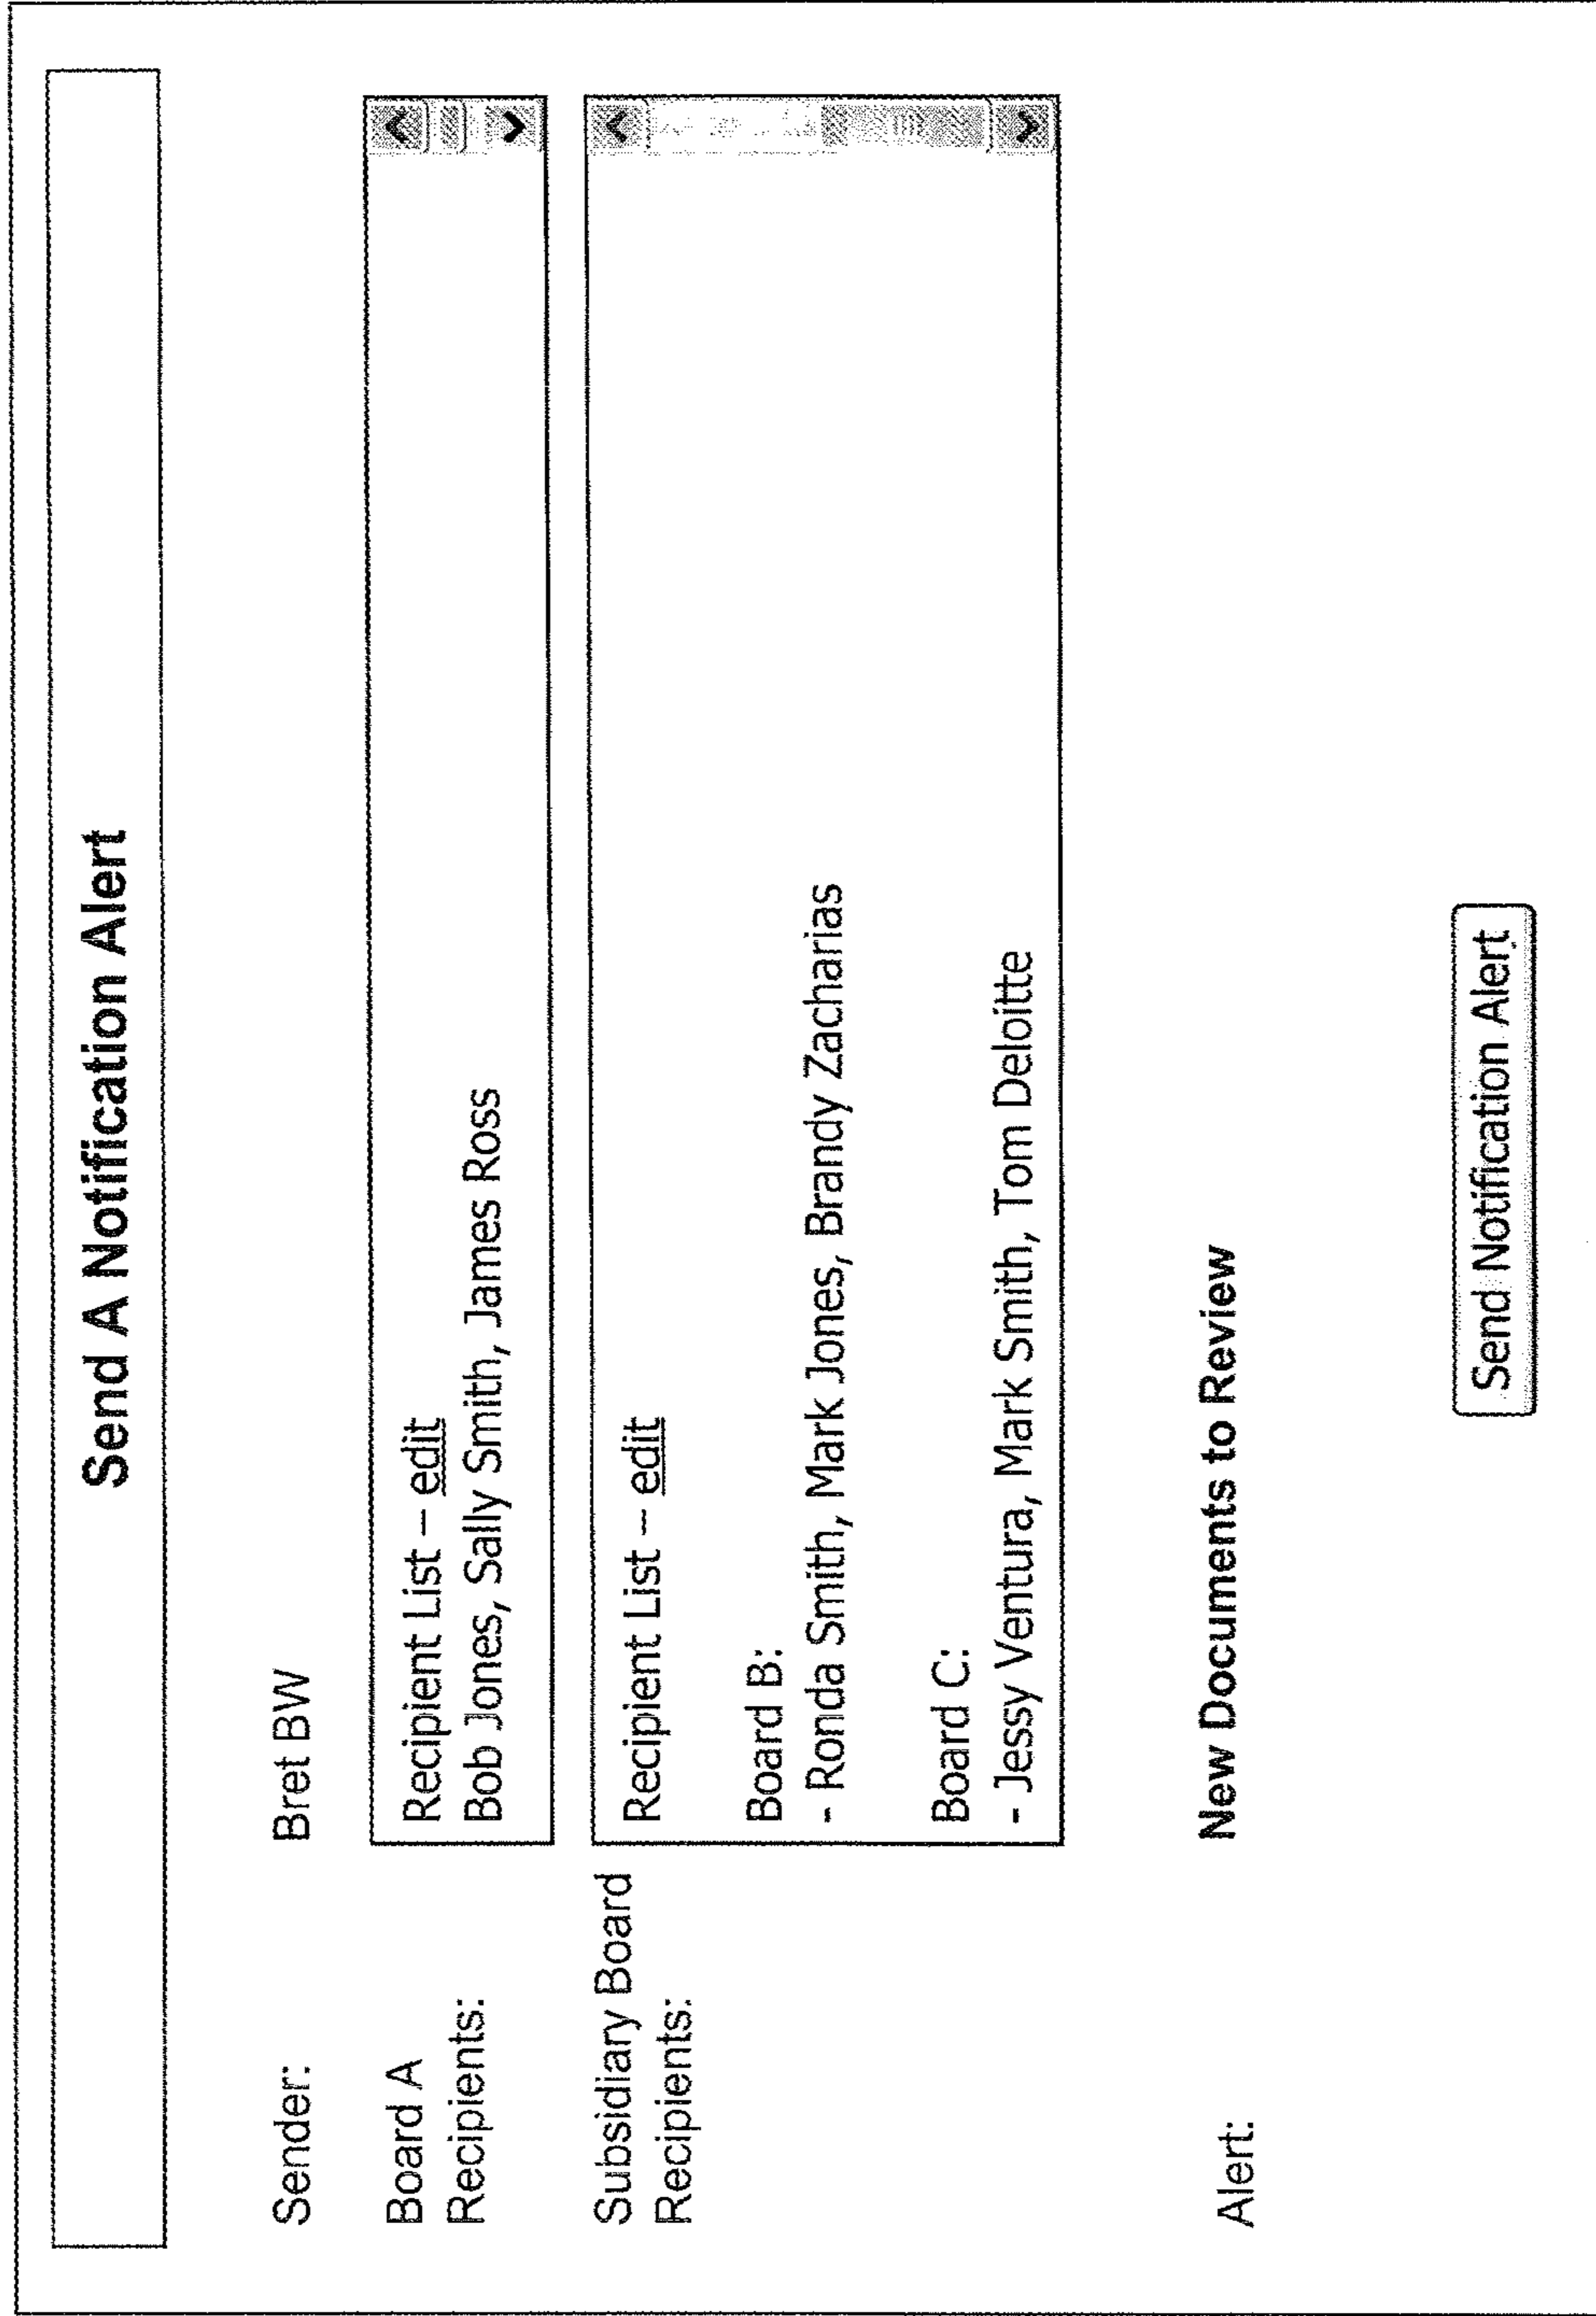 Send A Notification Alert
Sender: Bret BW
Board A
Recipients:
Recipient List – edit
Bob Jones, Sally Smith, James Ross
Subsidiary Board
Recipients:
Recipient List – edit
Board B:
- Ronda Smith, Mark Jones, Brandy Zacharias
Board C:
- Jessy Ventura, Mark Smith, Tom Deloitte
Alert: New Documents to Review
Send Notification Alert